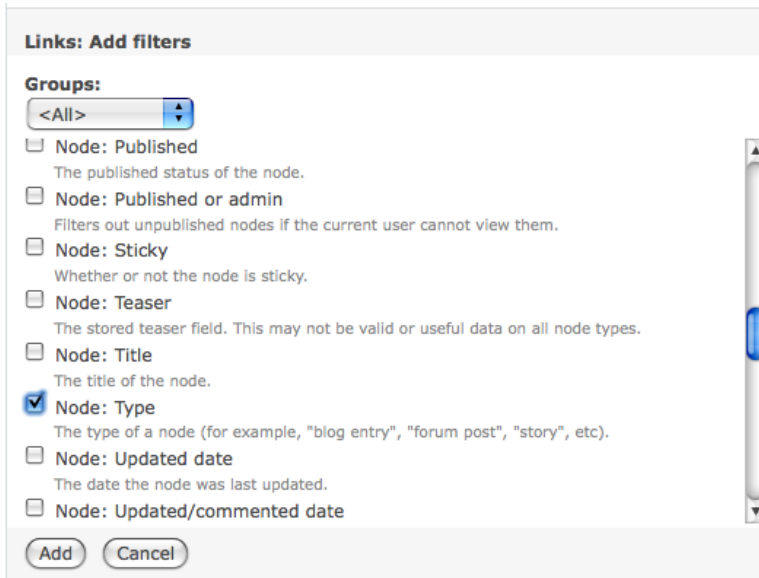 Links: Add filters
Groups:
<All>
Node: Published
The published status of the node.
Node: Published or admin
Filters out unpublished nodes if the current user cannot view them.
Node: Sticky
Whether or not the node is sticky.
Node: Teaser
The stored teaser field. This may not be valid or useful data on all node types.
Node: Title
The title of the node.
Node: Type
The type of a node (for example, "blog entry", "forum post", "story", etc).
Node: Updated date
The date the node was last updated.
Node: Updated/commented date
Add Cancel